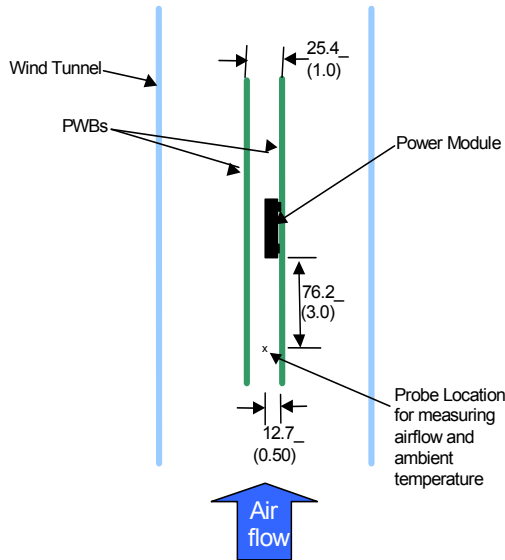 25.4_
(1.0)
Wind Tunnel
PWBs
Power Module
76.2_
(3.0)
x
Probe Location
for measuring
airflow and
ambient
temperature
12.7_
(0.50)
Air
flow